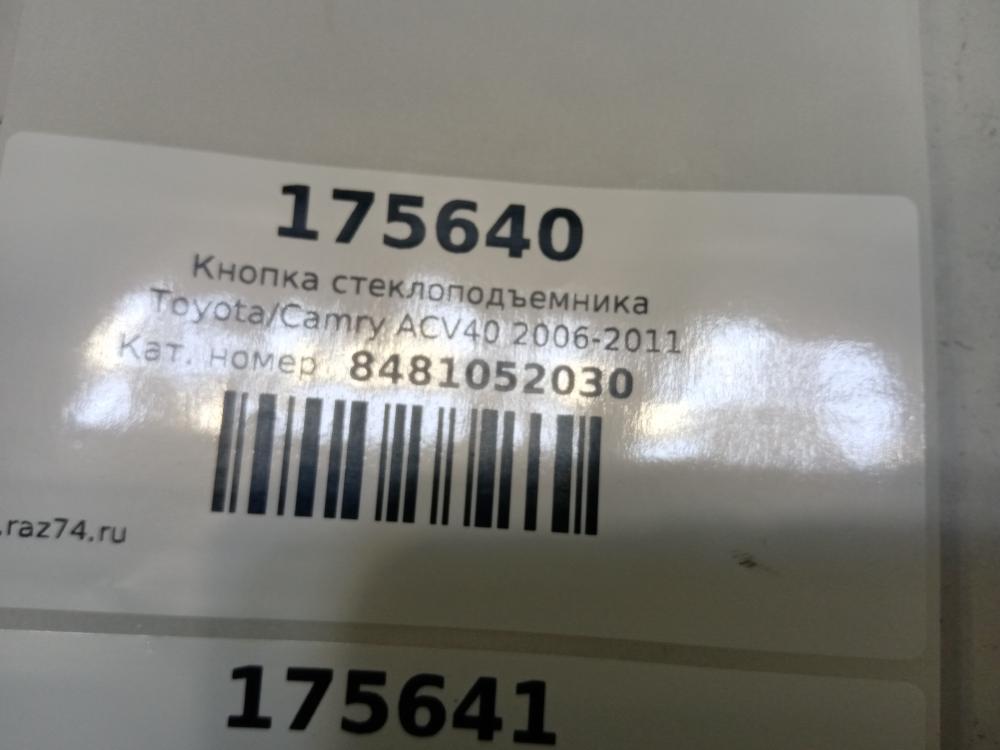 175640
Кнопка стеклоподъемника
Toyota/Camry ACV40 2006-2011
Кат. номер 8481052030
.raz74.ru
175641